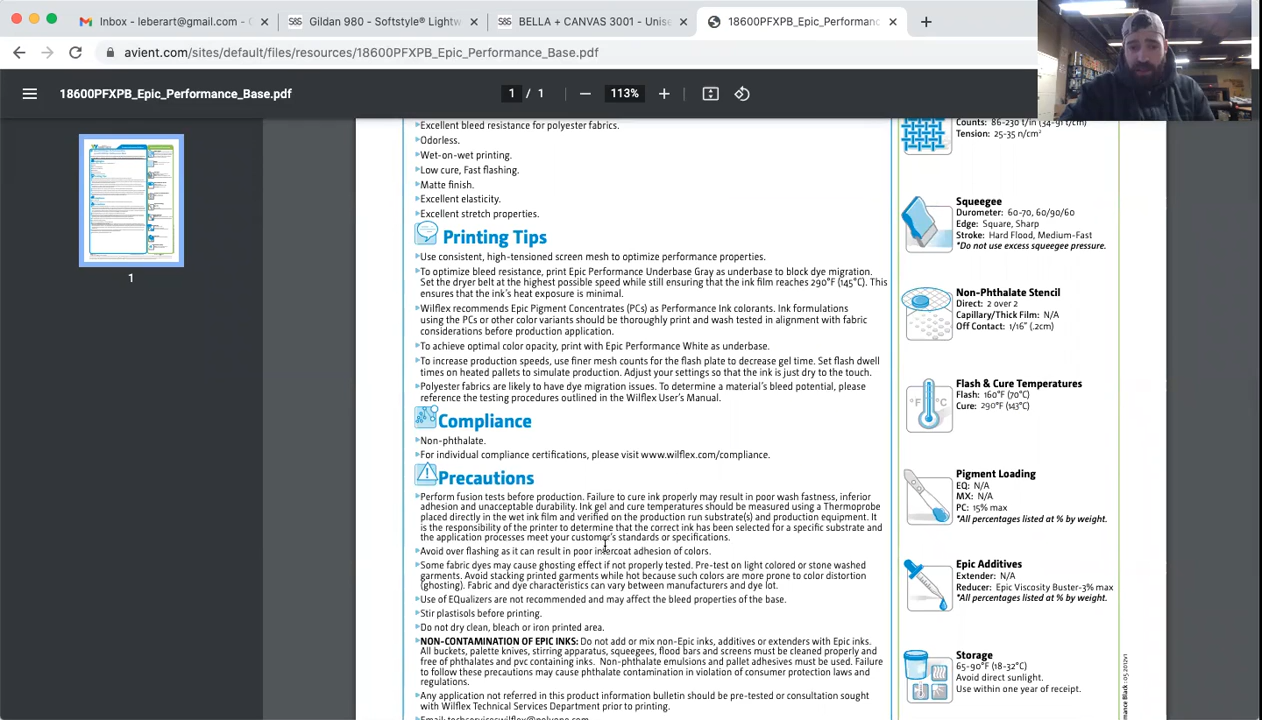 Inbox - leberart@gmail.com -
Gildan 980 - Softstyle® Lightw
BELLA + CANVAS 3001 - Unise
18600PFXPB_Epic_Performanc
avient.com/sites/default/files/resources/18600PFXPB_Epic_Performance_Base.pdf
18600PFXPB_Epic_Performance_Base.pdf
1 / 1
113%
1
Excellent bleed resistance for polyester fabrics.
Odorless.
Wet-on-wet printing.
Low cure, Fast flashing.
Matte finish.
Excellent elasticity.
Excellent stretch properties.
Printing Tips
Use consistent, high-tensioned screen mesh to optimize performance properties.
To optimize bleed resistance, print Epic Performance Underbase Gray as underbase to block dye migration.
Set the dryer belt at the highest possible speed while still ensuring that the ink film reaches 290°F (145°C). This
ensures that the ink's heat exposure is minimal.
Wilflex recommends Epic Pigment Concentrates (PCs) as Performance Ink colorants. Ink formulations
using the PCs or other color variants should be thoroughly print and wash tested in alignment with fabric
considerations before production application.
To achieve optimal color opacity, print with Epic Performance White as underbase.
To increase production speeds, use finer mesh counts for the flash plate to decrease gel time. Set flash dwell
times on heated pallets to simulate production. Adjust your settings so that the ink is just dry to the touch.
Polyester fabrics are likely to have dye migration issues. To determine a material's bleed potential, please
reference the testing procedures outlined in the Wilflex User's Manual.
Compliance
Non-phthalate.
For individual compliance certifications, please visit www.wilflex.com/compliance.
Precautions
Perform fusion tests before production. Failure to cure ink properly may result in poor wash fastness, inferior
adhesion and unacceptable durability. Ink gel and cure temperatures should be measured using a Thermoprobe
placed directly in the wet ink film and verified on the production run substrate(s) and production equipment. It
is the responsibility of the printer to determine that the correct ink has been selected for a specific substrate and
the application processes meet your customer's standards or specifications.
Avoid over flashing as it can result in poor intercoat adhesion of colors.
Some fabric dyes may cause ghosting effect if not properly tested. Pre-test on light colored or stone washed
garments. Avoid stacking printed garments while hot because such colors are more prone to color distortion
(ghosting). Fabric and dye characteristics can vary between manufacturers and dye lot.
Use of EQualizers are not recommended and may affect the bleed properties of the base.
Stir plastisols before printing.
Do not dry clean, bleach or iron printed area.
NON-CONTAMINATION OF EPIC INKS: Do not add or mix non-Epic inks, additives or extenders with Epic inks.
All buckets, palette knives, stirring apparatus, squeegees, flood bars and screens must be cleaned properly and
free of phthalates and pvc containing inks. Non-phthalate emulsions and pallet adhesives must be used. Failure
to follow these precautions may cause phthalate contamination in violation of consumer protection laws and
regulations.
Any application not referred in this product information bulletin should be pre-tested or consultation sought
with Wilflex Technical Services Department prior to printing.
Email: techserviceswilflex@polyone.com
Counts: 86-230 t/in (34-91 t/cm)
Tension: 25-35 n/cm²
Squeegee
Durometer: 60-70, 60/90/60
Edge: Square, Sharp
Stroke: Hard Flood, Medium-Fast
*Do not use excess squeegee pressure.
Non-Phthalate Stencil
Direct: 2 over 2
Capillary/Thick Film: N/A
Off Contact: 1/16" (.2cm)
°F °C
Flash & Cure Temperatures
Flash: 160°F (70°C)
Cure: 290°F (143°C)
Pigment Loading
EQ: N/A
MX: N/A
PC: 15% max
*All percentages listed at % by weight.
Epic Additives
Extender: N/A
Reducer: Epic Viscosity Buster-3% max
*All percentages listed at % by weight.
Storage
65-90°F (18-32°C)
Avoid direct sunlight.
Use within one year of receipt.